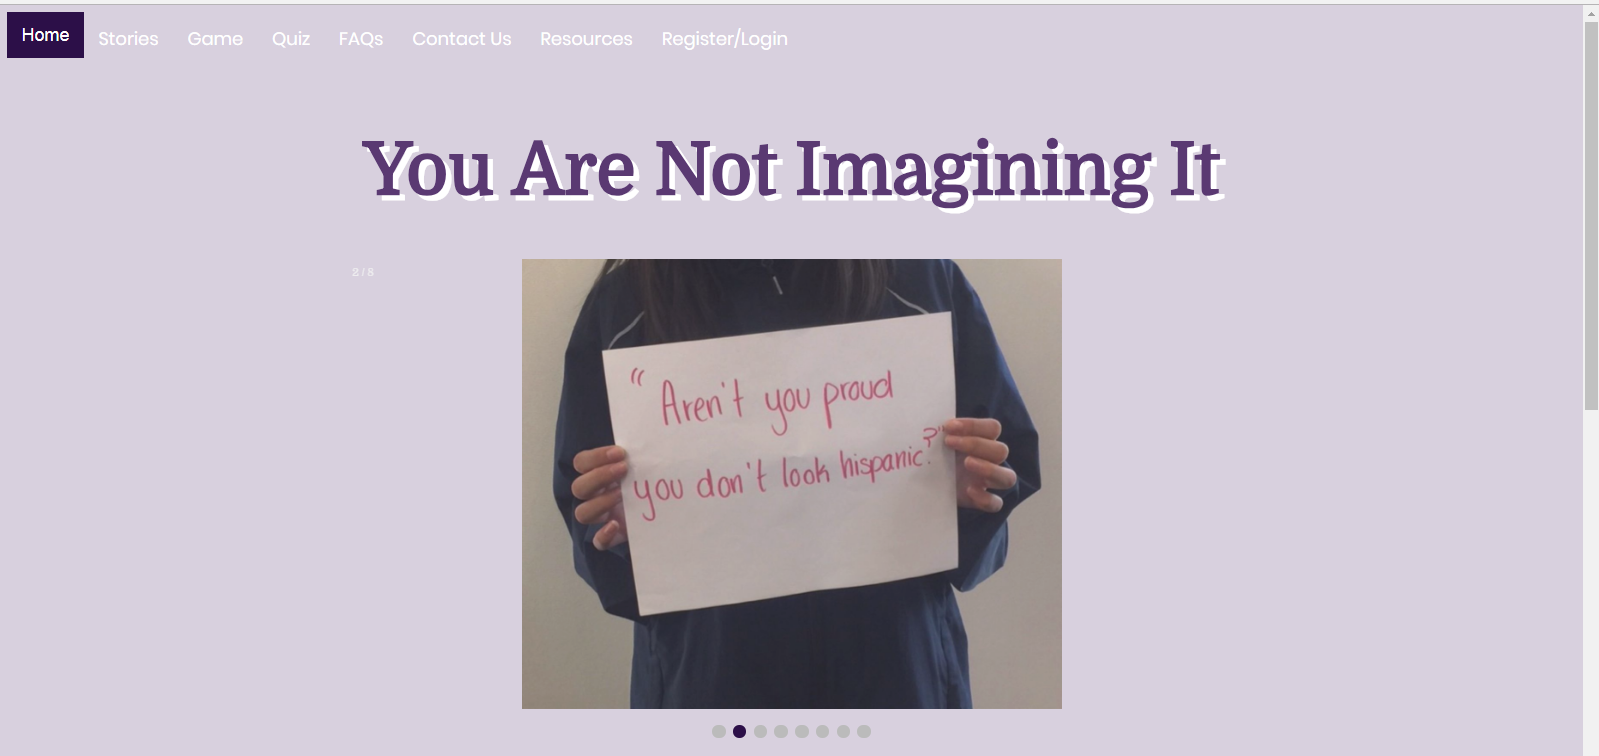 Home Stories Game Quiz FAQs Contact Us Resources Register/Login
You Are Not Imagining It
2 / 8
“ Aren't you proud
you don't look hispanic?"